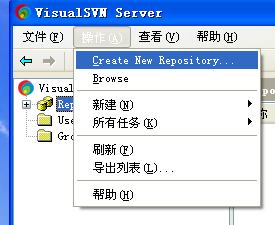 VisualSVN Server
文件(F) 操作(A) 查看(V) 帮助(H)
Create New Repository...
Browse
新建(N)
所有任务(K)
刷新(F)
导出列表(L)...
帮助(H)
Visual
Rep
Use
Gro